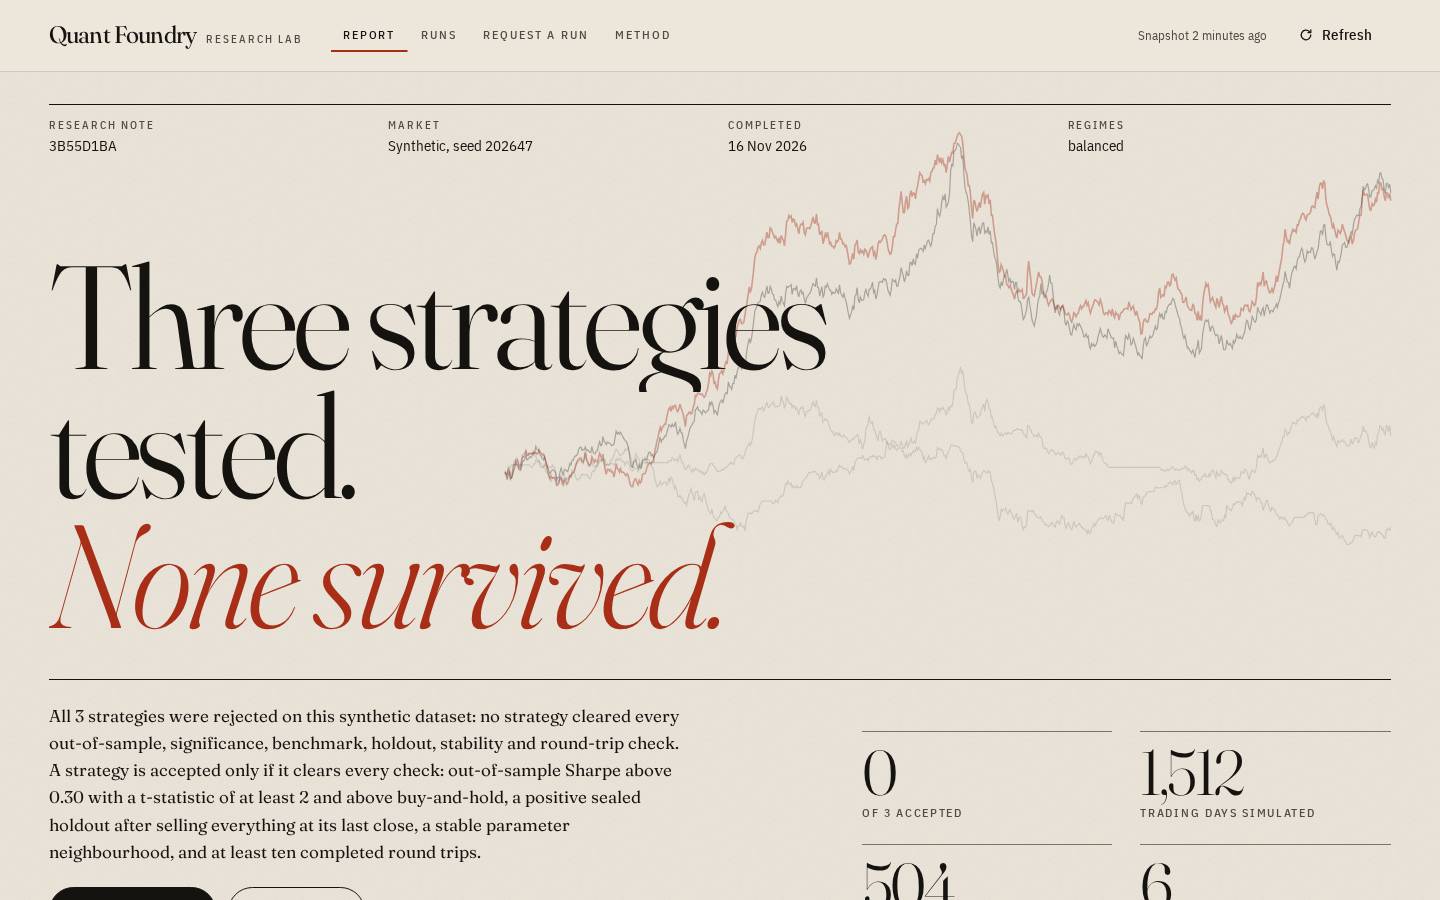 Quant Foundry RESEARCH LAB REPORT RUNS REQUEST A RUN METHOD Snapshot 2 minutes ago Refresh
RESEARCH NOTE MARKET COMPLETED REGIMES
3B55D1BA Synthetic, seed 202647 16 Nov 2026 balanced
Three strategies
tested.
None survived.
All 3 strategies were rejected on this synthetic dataset: no strategy cleared every
out-of-sample, significance, benchmark, holdout, stability and round-trip check.
A strategy is accepted only if it clears every check: out-of-sample Sharpe above
0.30 with a t-statistic of at least 2 and above buy-and-hold, a positive sealed
holdout after selling everything at its last close, a stable parameter
neighbourhood, and at least ten completed round trips.
0 1,512
OF 3 ACCEPTED TRADING DAYS SIMULATED
504 6